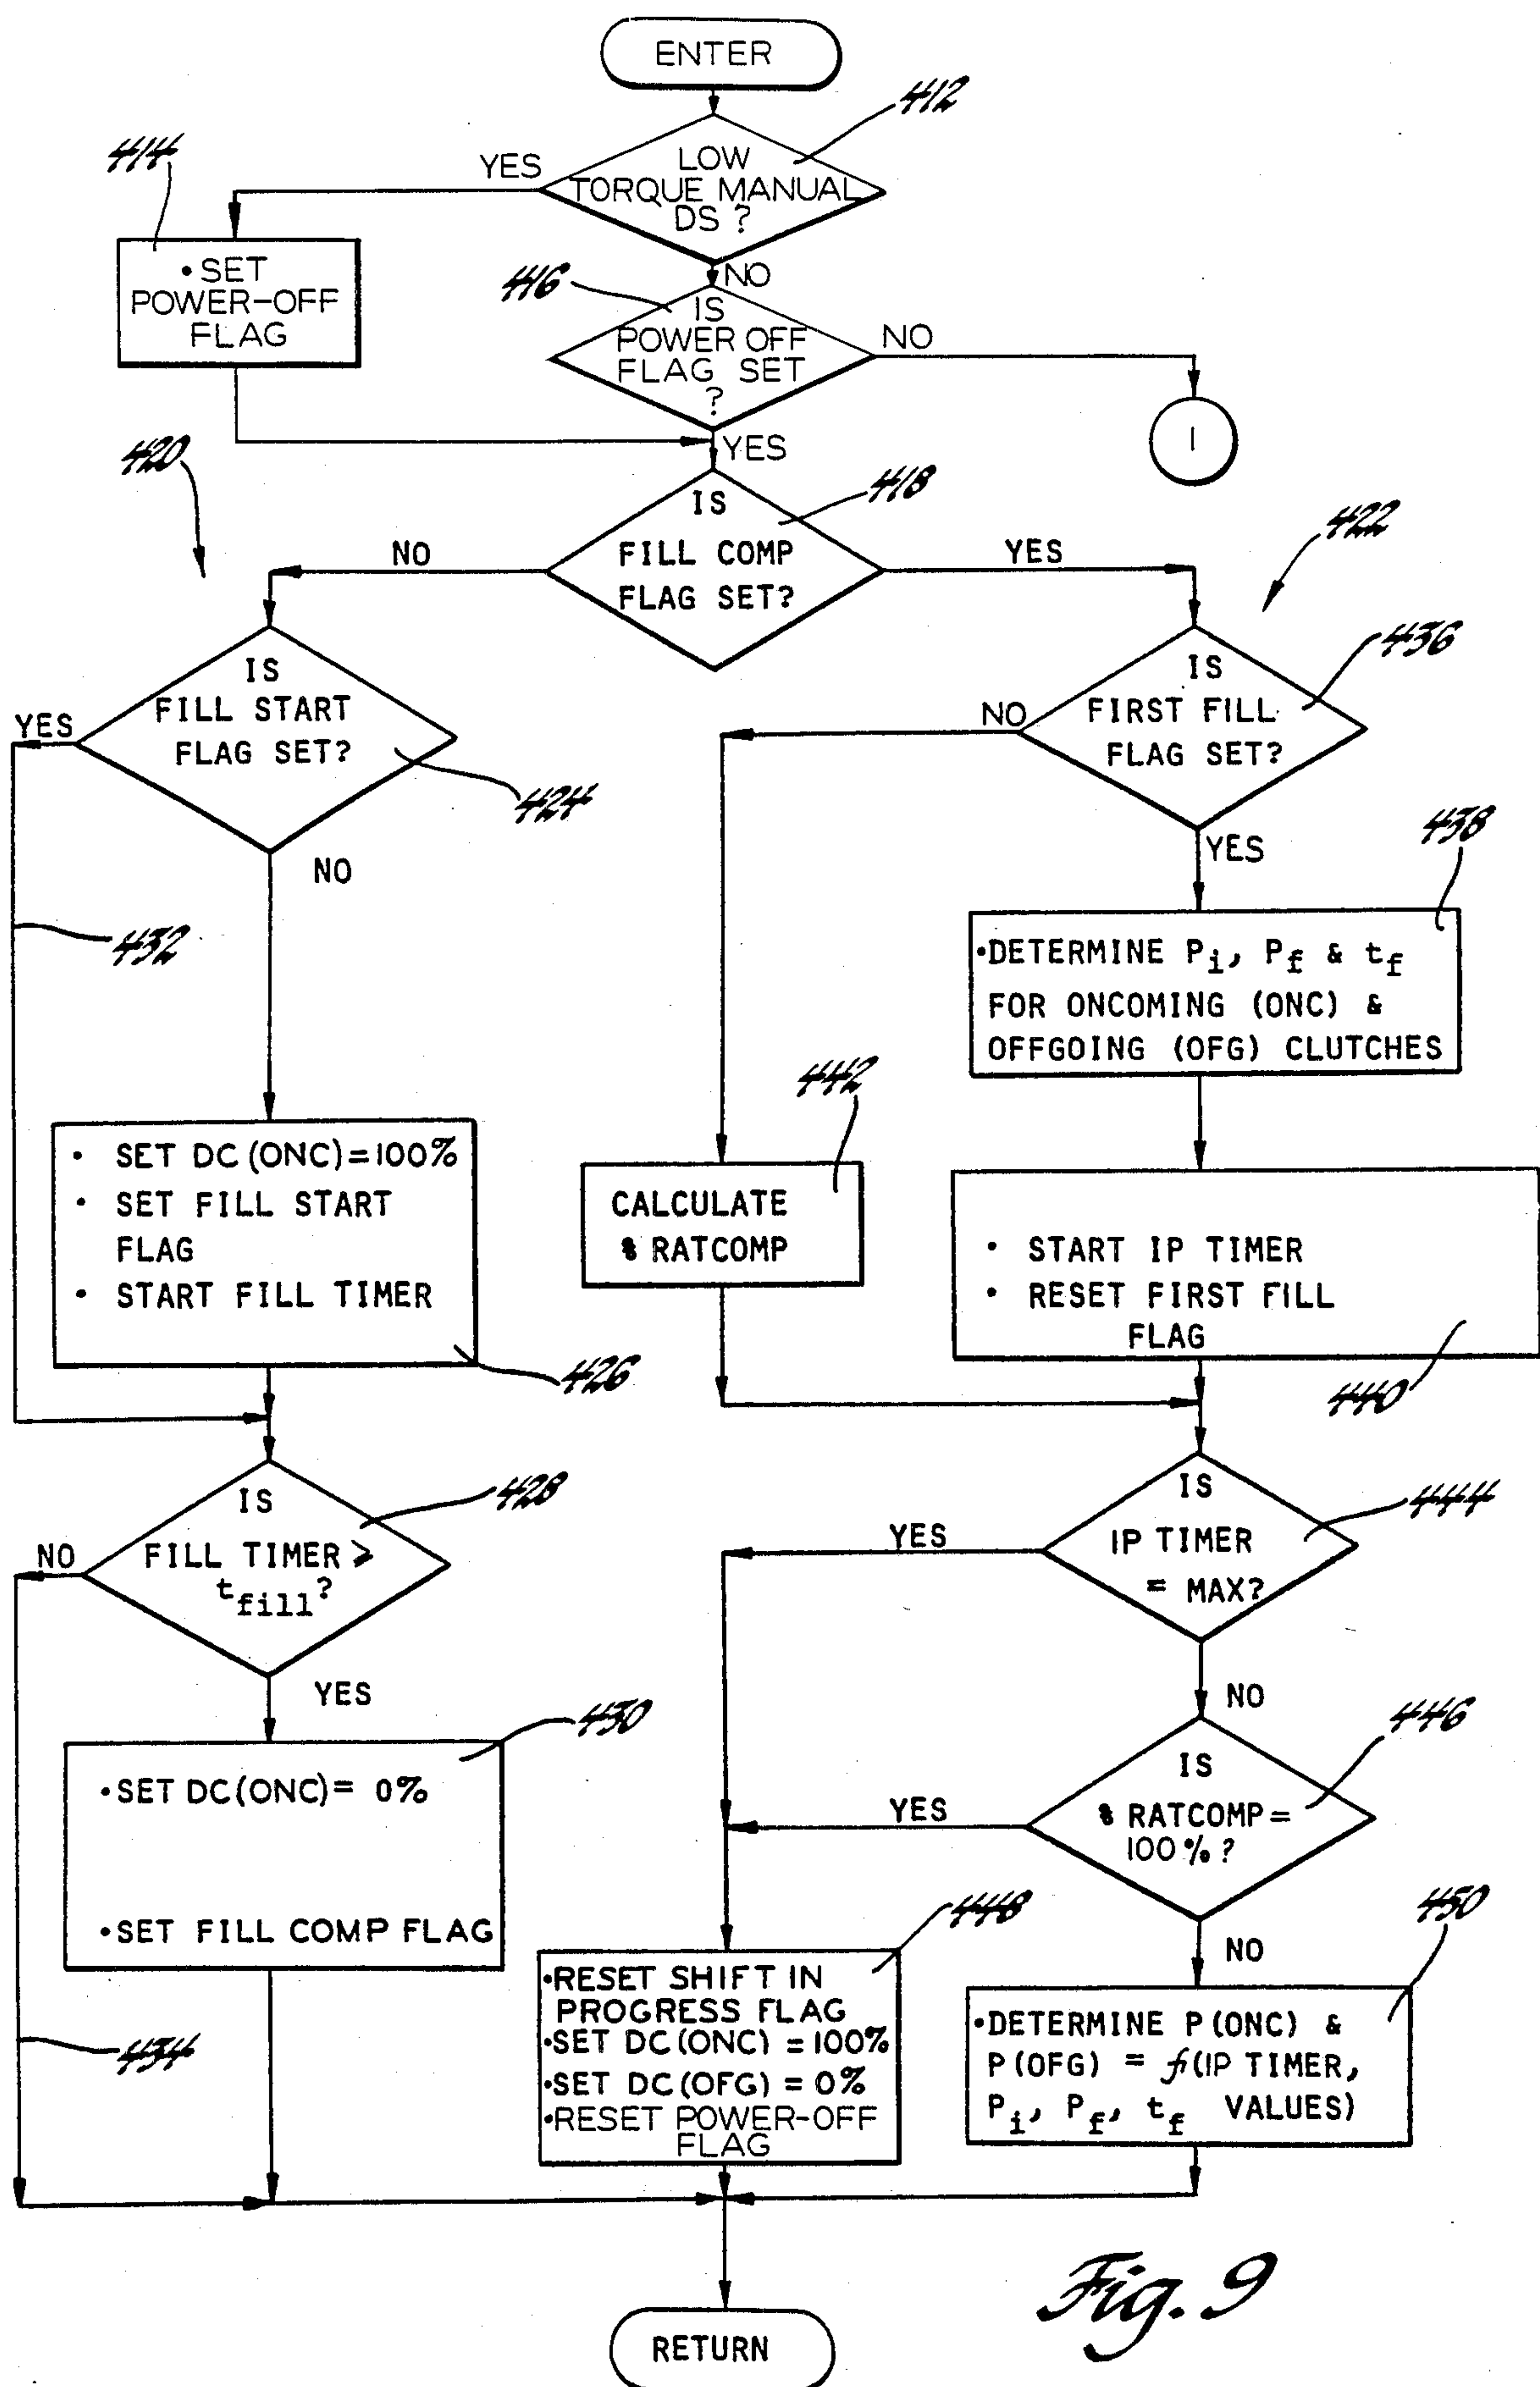 ENTER
412
LOW
TORQUE MANUAL
DS ?
YES
414
• SET
POWER-OFF
FLAG
NO
416
IS
POWER OFF
FLAG SET
?
NO
1
YES
420
418
IS
FILL COMP
FLAG SET?
NO
YES
422
IS
FILL START
FLAG SET?
YES
424
NO
432
436
IS
FIRST FILL
FLAG SET?
NO
YES
438
•DETERMINE Pi, Pf & tf
FOR ONCOMING (ONC) &
OFFGOING (OFG) CLUTCHES
442
CALCULATE
% RATCOMP
• SET DC (ONC) = 100%
• SET FILL START
FLAG
• START FILL TIMER
426
• START IP TIMER
• RESET FIRST FILL
FLAG
440
428
IS
FILL TIMER ≥
tfill?
NO
YES
444
IS
IP TIMER
= MAX?
YES
NO
430
•SET DC(ONC) = 0%
•SET FILL COMP FLAG
434
446
IS
% RATCOMP =
100% ?
YES
NO
448
•RESET SHIFT IN
PROGRESS FLAG
•SET DC(ONC) = 100%
•SET DC(OFG) = 0%
•RESET POWER-OFF
FLAG
450
•DETERMINE P(ONC) &
P(OFG) = f(IP TIMER,
Pi, Pf, tf VALUES)
RETURN
Fig. 9